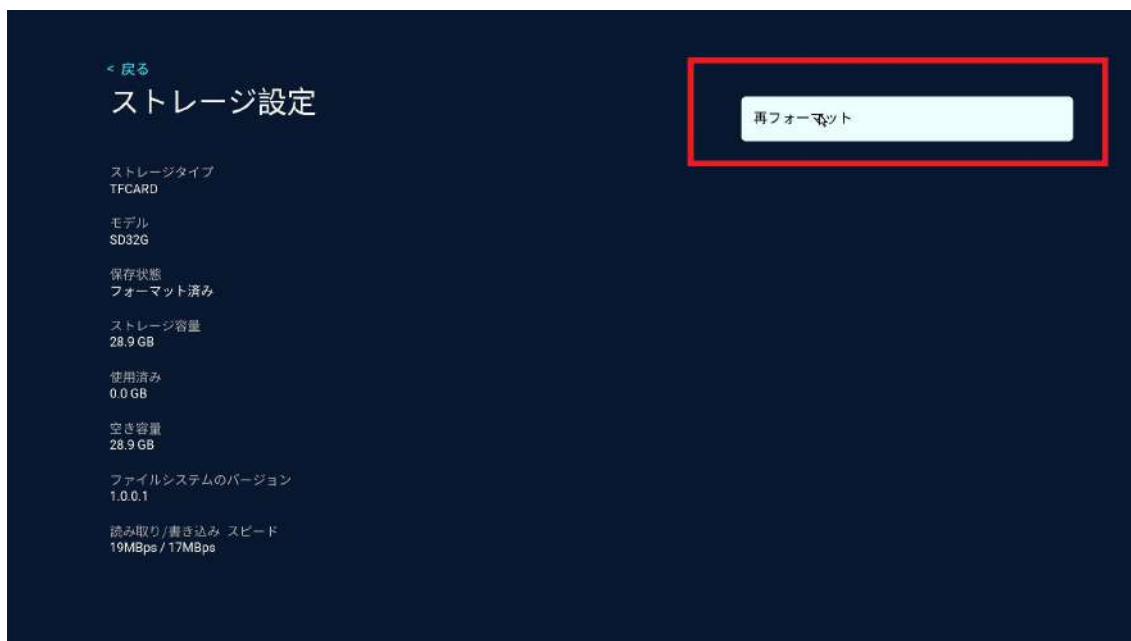 < 戻る
ストレージ設定
再フォーマット
ストレージタイプ
TFCARD
モデル
SD32G
保存状態
フォーマット済み
ストレージ容量
28.9 GB
使用済み
0.0 GB
空き容量
28.9 GB
ファイルシステムのバージョン
1.0.0.1
読み取り/書き込み スピード
19MBps / 17MBps